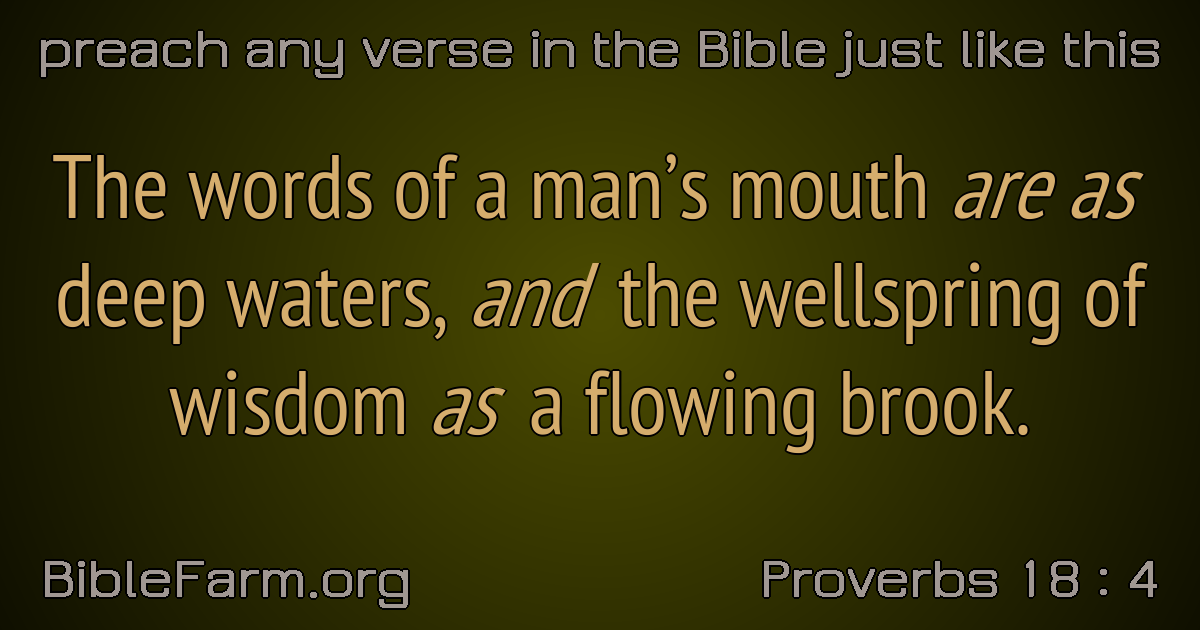 preach any verse in the Bible just like this
The words of a man’s mouth are as
deep waters, and the wellspring of
wisdom as a flowing brook.
BibleFarm.org
Proverbs 18 : 4